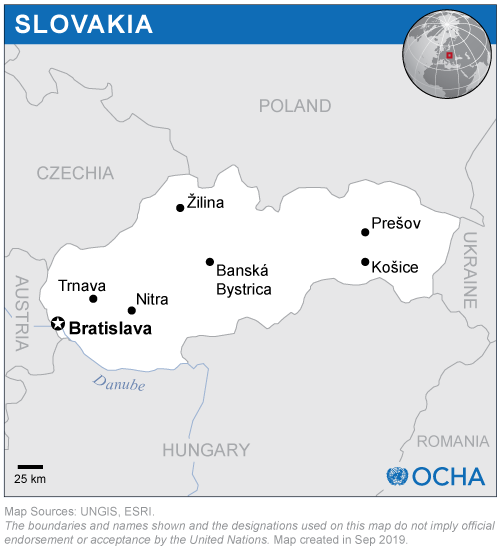 SLOVAKIA
POLAND
CZECHIA
Žilina
Prešov
UKRAINE
Banská
Bystrica
Košice
AUSTRIA
Trnava
Nitra
Bratislava
Danube
HUNGARY
ROMANIA
25 km
OCHA
Map Sources: UNGIS, ESRI.
The boundaries and names shown and the designations used on this map do not imply official
endorsement or acceptance by the United Nations. Map created in Sep 2019.